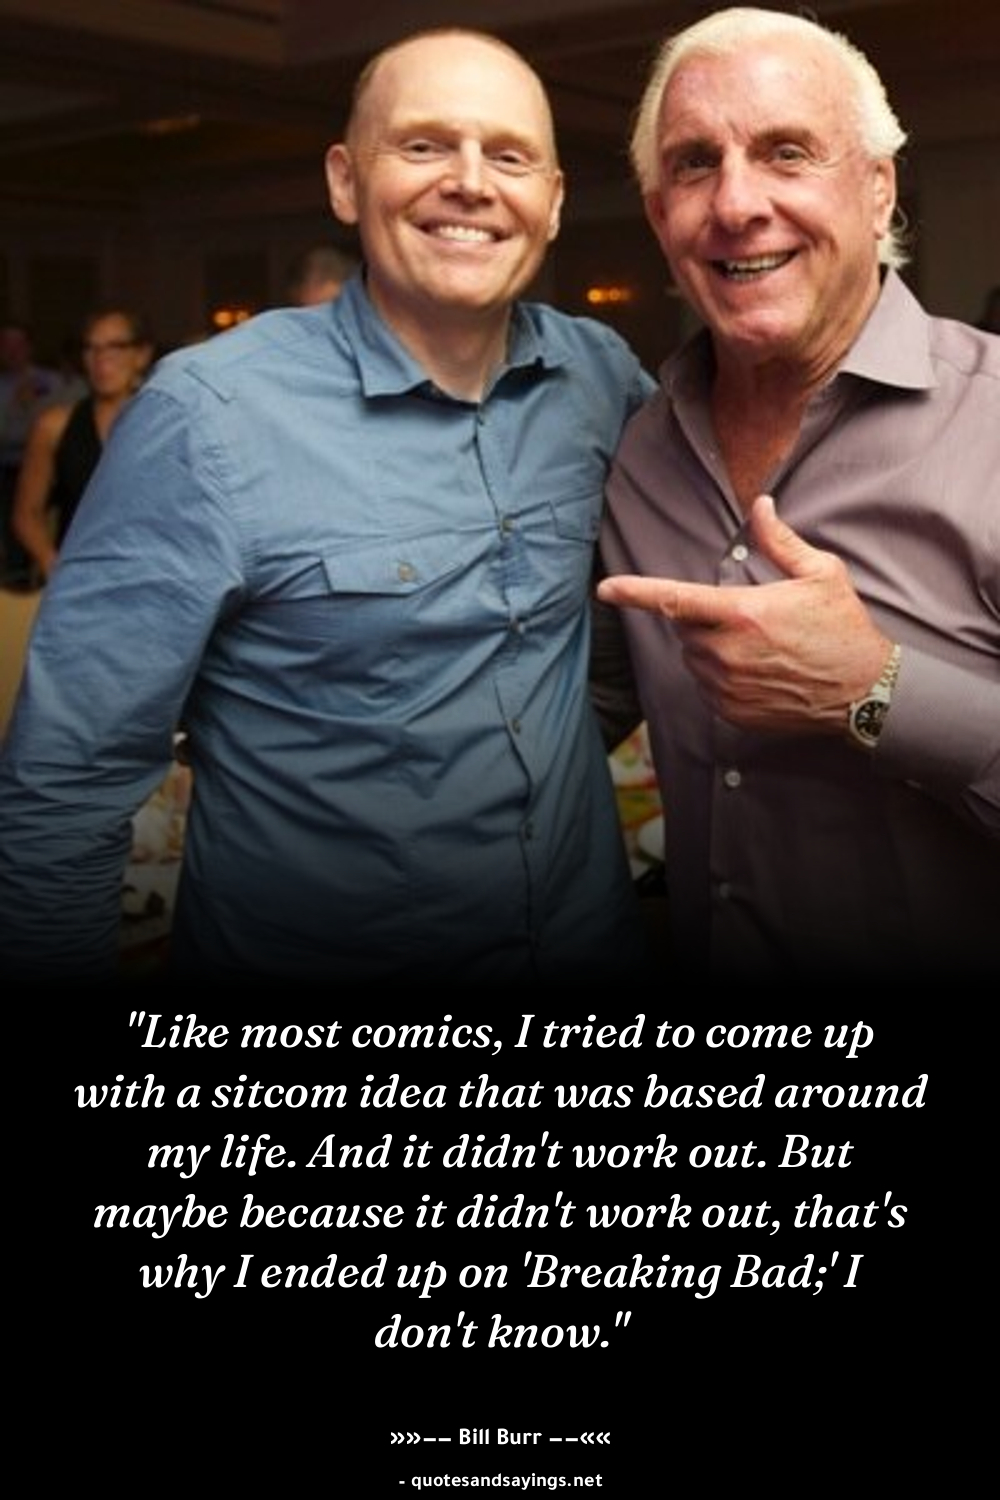 "Like most comics, I tried to come up
with a sitcom idea that was based around
my life. And it didn't work out. But
maybe because it didn't work out, that's
why I ended up on 'Breaking Bad;' I
don't know."
»»−− Bill Burr −−««
- quotesandsayings.net